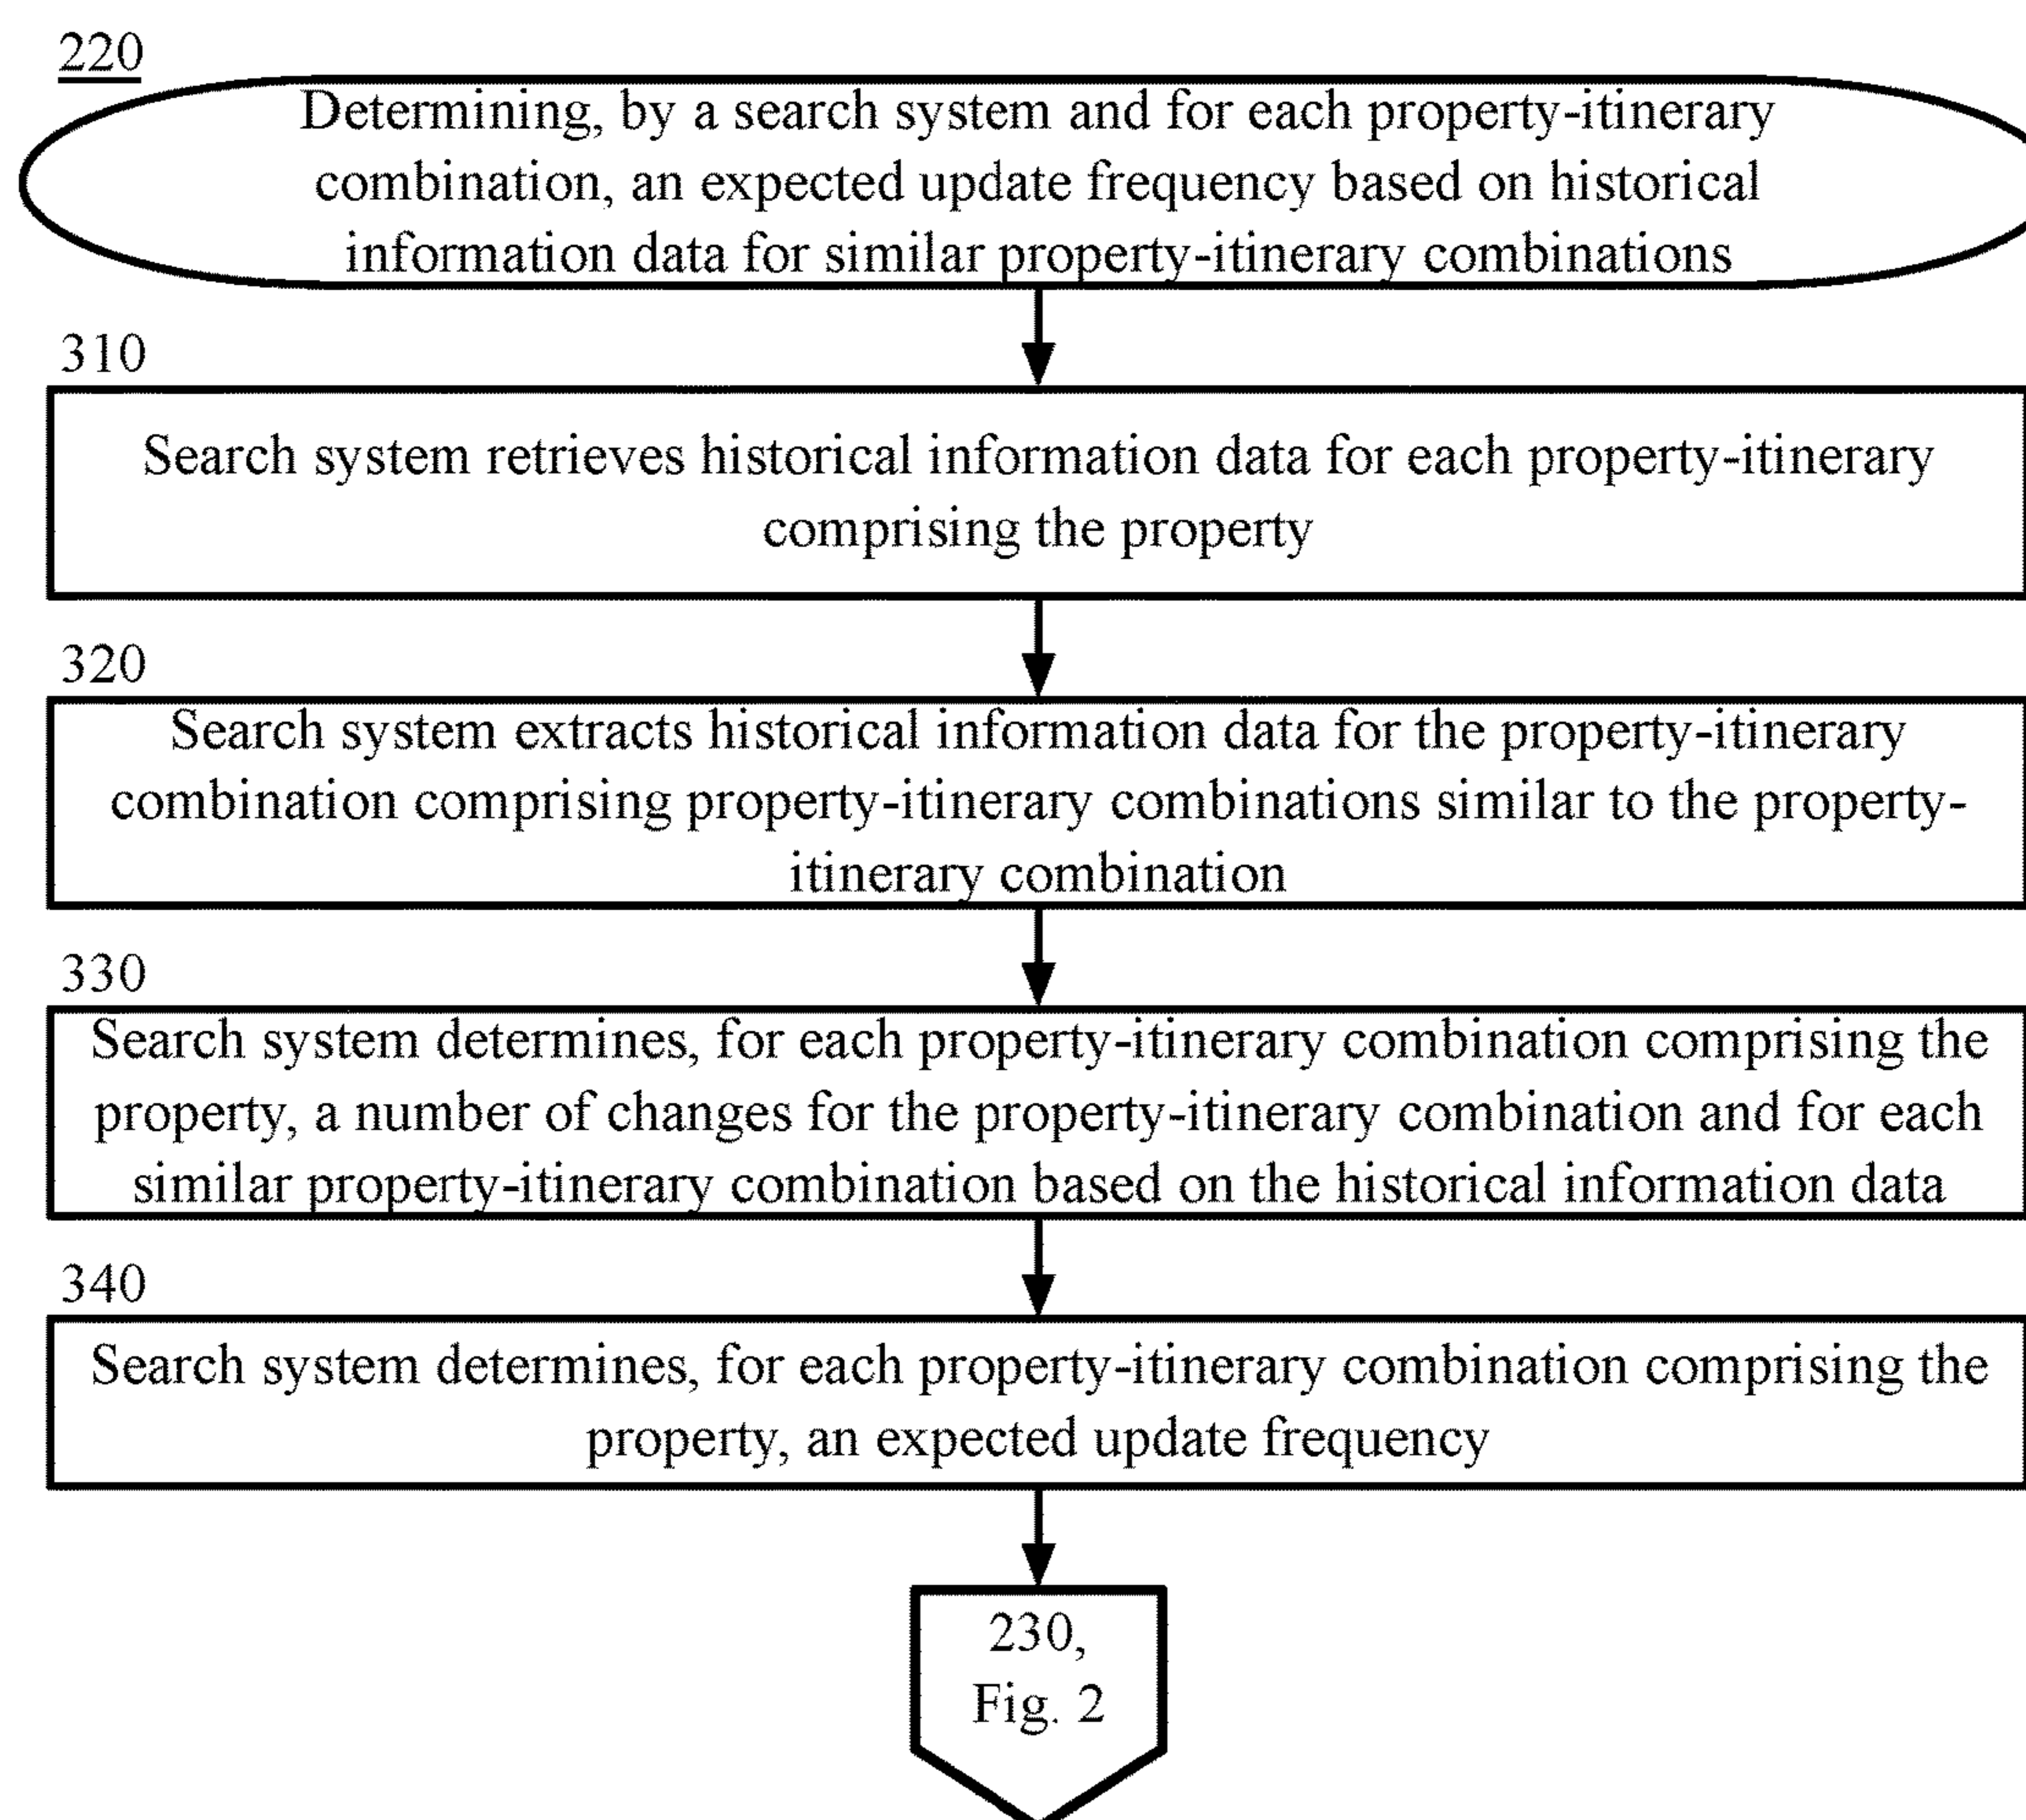 220
Determining, by a search system and for each property-itinerary
combination, an expected update frequency based on historical
information data for similar property-itinerary combinations
310
Search system retrieves historical information data for each property-itinerary
comprising the property
320
Search system extracts historical information data for the property-itinerary
combination comprising property-itinerary combinations similar to the property-
itinerary combination
330
Search system determines, for each property-itinerary combination comprising the
property, a number of changes for the property-itinerary combination and for each
similar property-itinerary combination based on the historical information data
340
Search system determines, for each property-itinerary combination comprising the
property, an expected update frequency
230,
Fig. 2